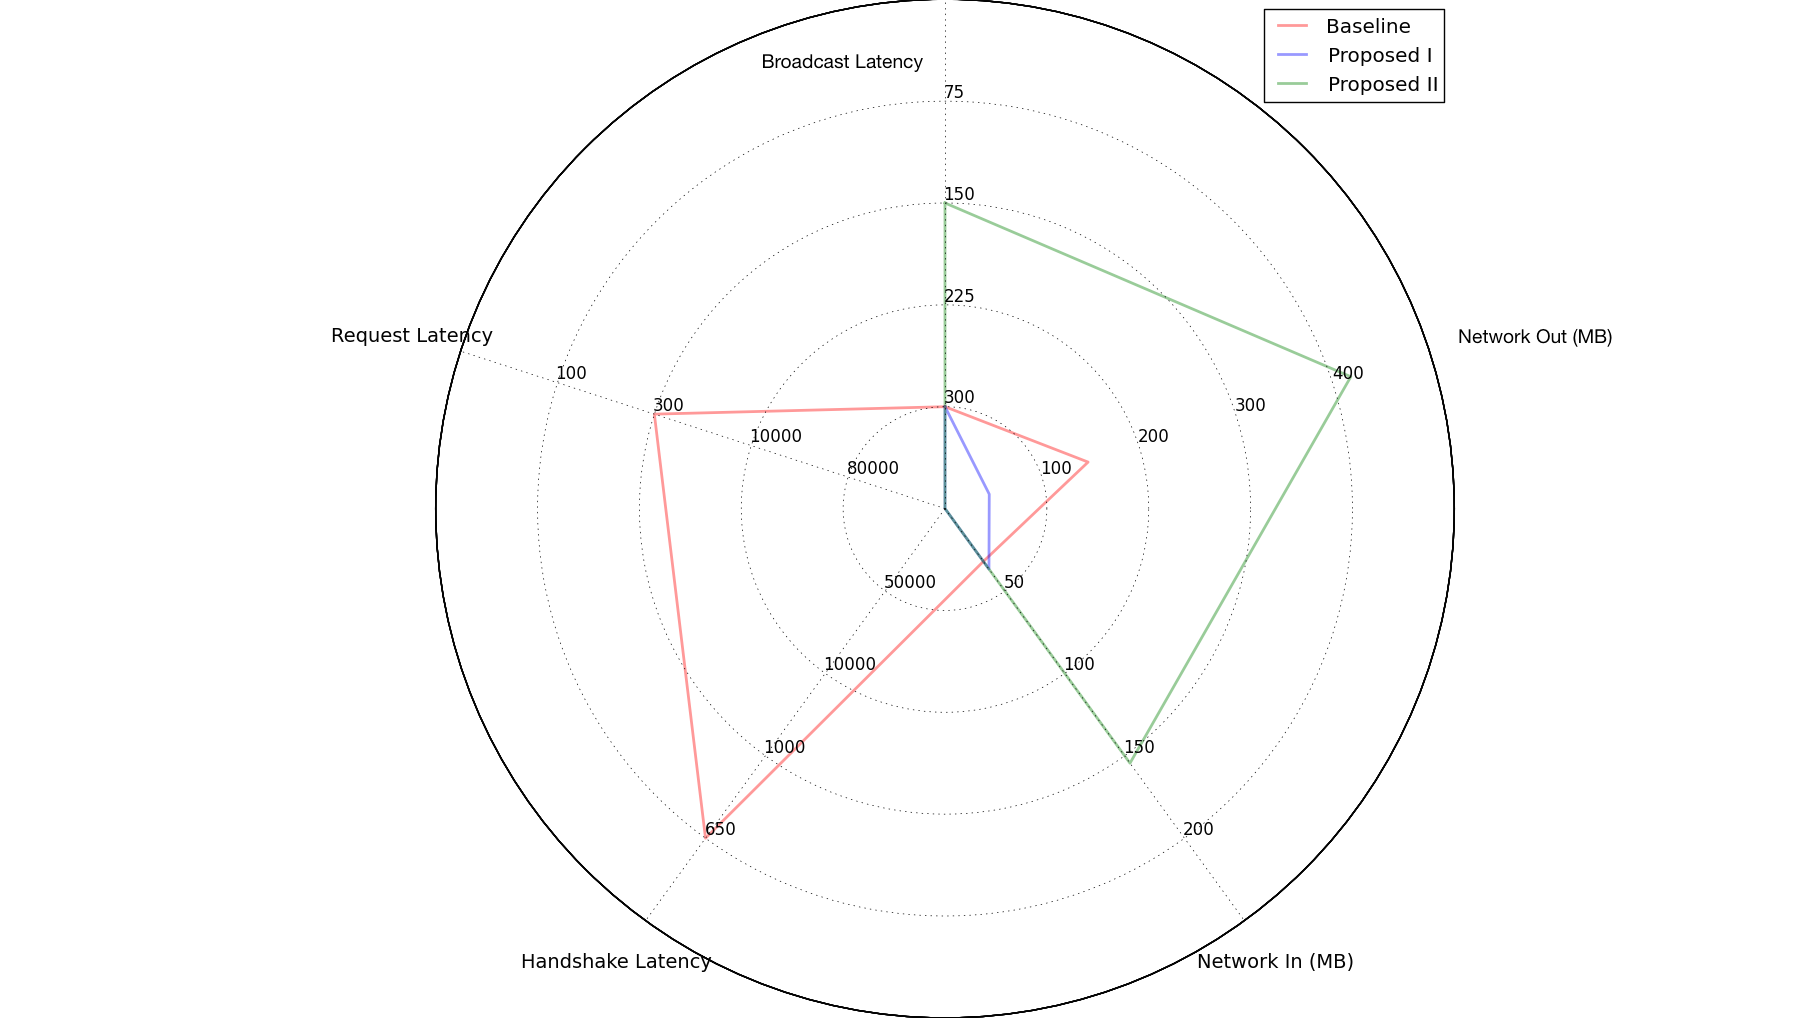 Baseline
Proposed I
Proposed II
Broadcast Latency
75
150
225
300
Request Latency
100
300
10000
80000
Network Out (MB)
400
300
200
100
50000
10000
1000
650
Handshake Latency
50
100
150
200
Network In (MB)